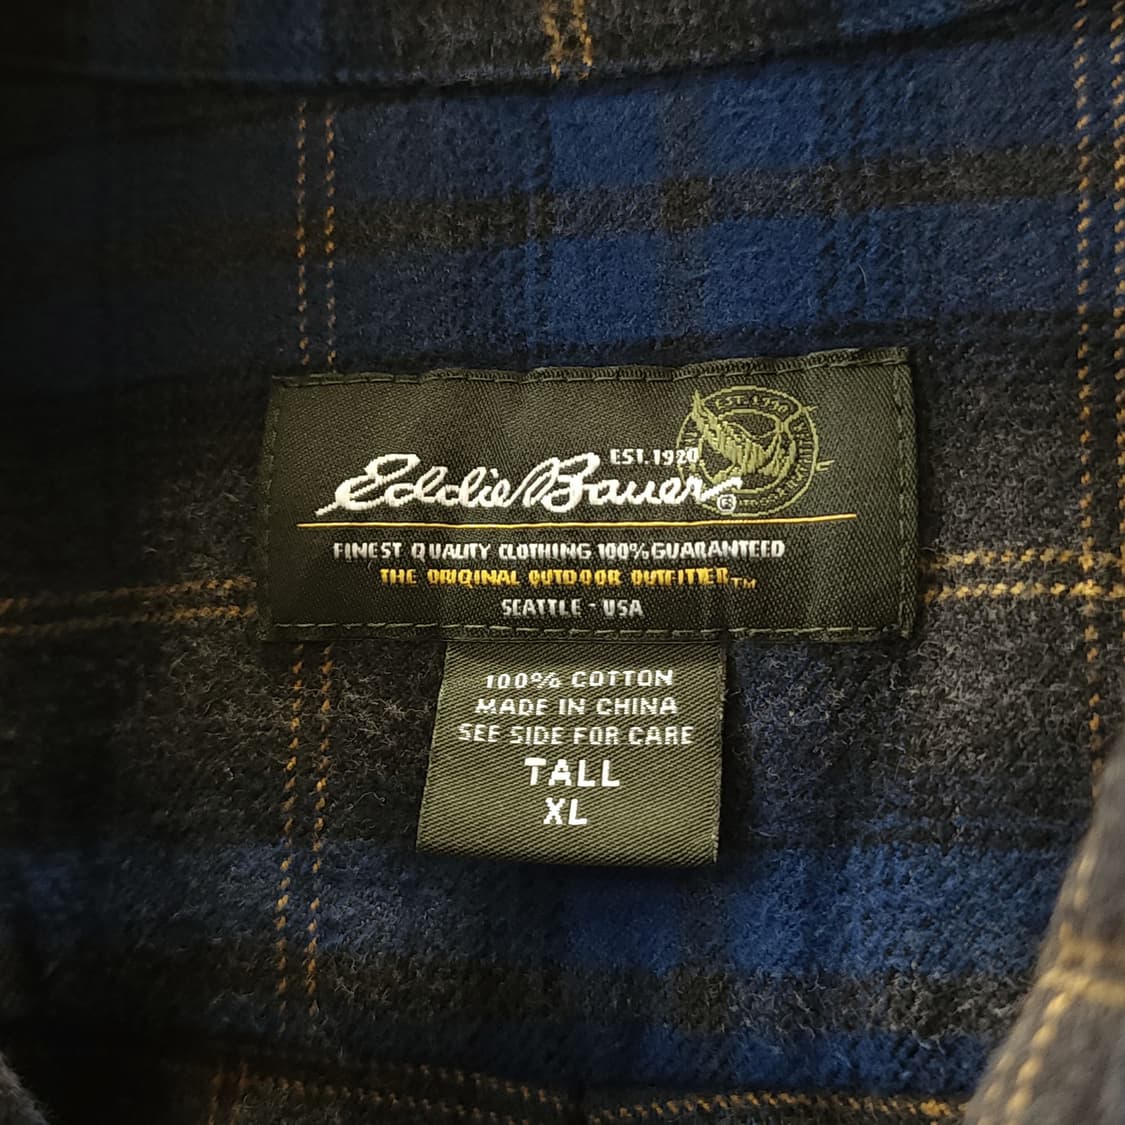 EST. 1920
Eddie Bauer ®
FINEST QUALITY CLOTHING 100% GUARANTEED
THE ORIGINAL OUTDOOR OUTFITTER TM
SEATTLE - USA
100% COTTON
MADE IN CHINA
SEE SIDE FOR CARE
TALL
XL